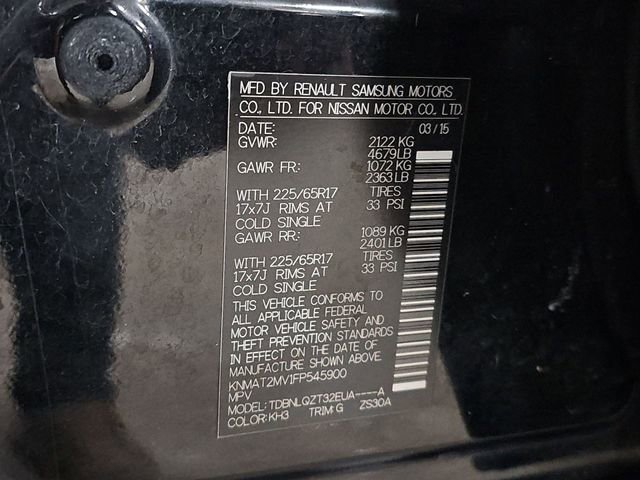 MFD BY RENAULT SAMSUNG MOTORS
CO., LTD. FOR NISSAN MOTOR CO., LTD.
DATE: 03/15
GVWR: 2122 KG
4679LB
GAWR FR: 1072 KG
2363LB
WITH 225/65R17 TIRES
17x7J RIMS AT 33 PSI
COLD SINGLE
GAWR RR: 1089 KG
2401LB
WITH 225/65R17 TIRES
17x7J RIMS AT 33 PSI
COLD SINGLE
THIS VEHICLE CONFORMS TO
ALL APPLICABLE FEDERAL
MOTOR VEHICLE SAFETY AND
THEFT PREVENTION STANDARDS
IN EFFECT ON THE DATE OF
MANUFACTURE SHOWN ABOVE.
KNMAT2MV1FP545900
MPV
MODEL: TDBNLQZT32EUA----A
COLOR: KH3 TRIM: G ZS30A